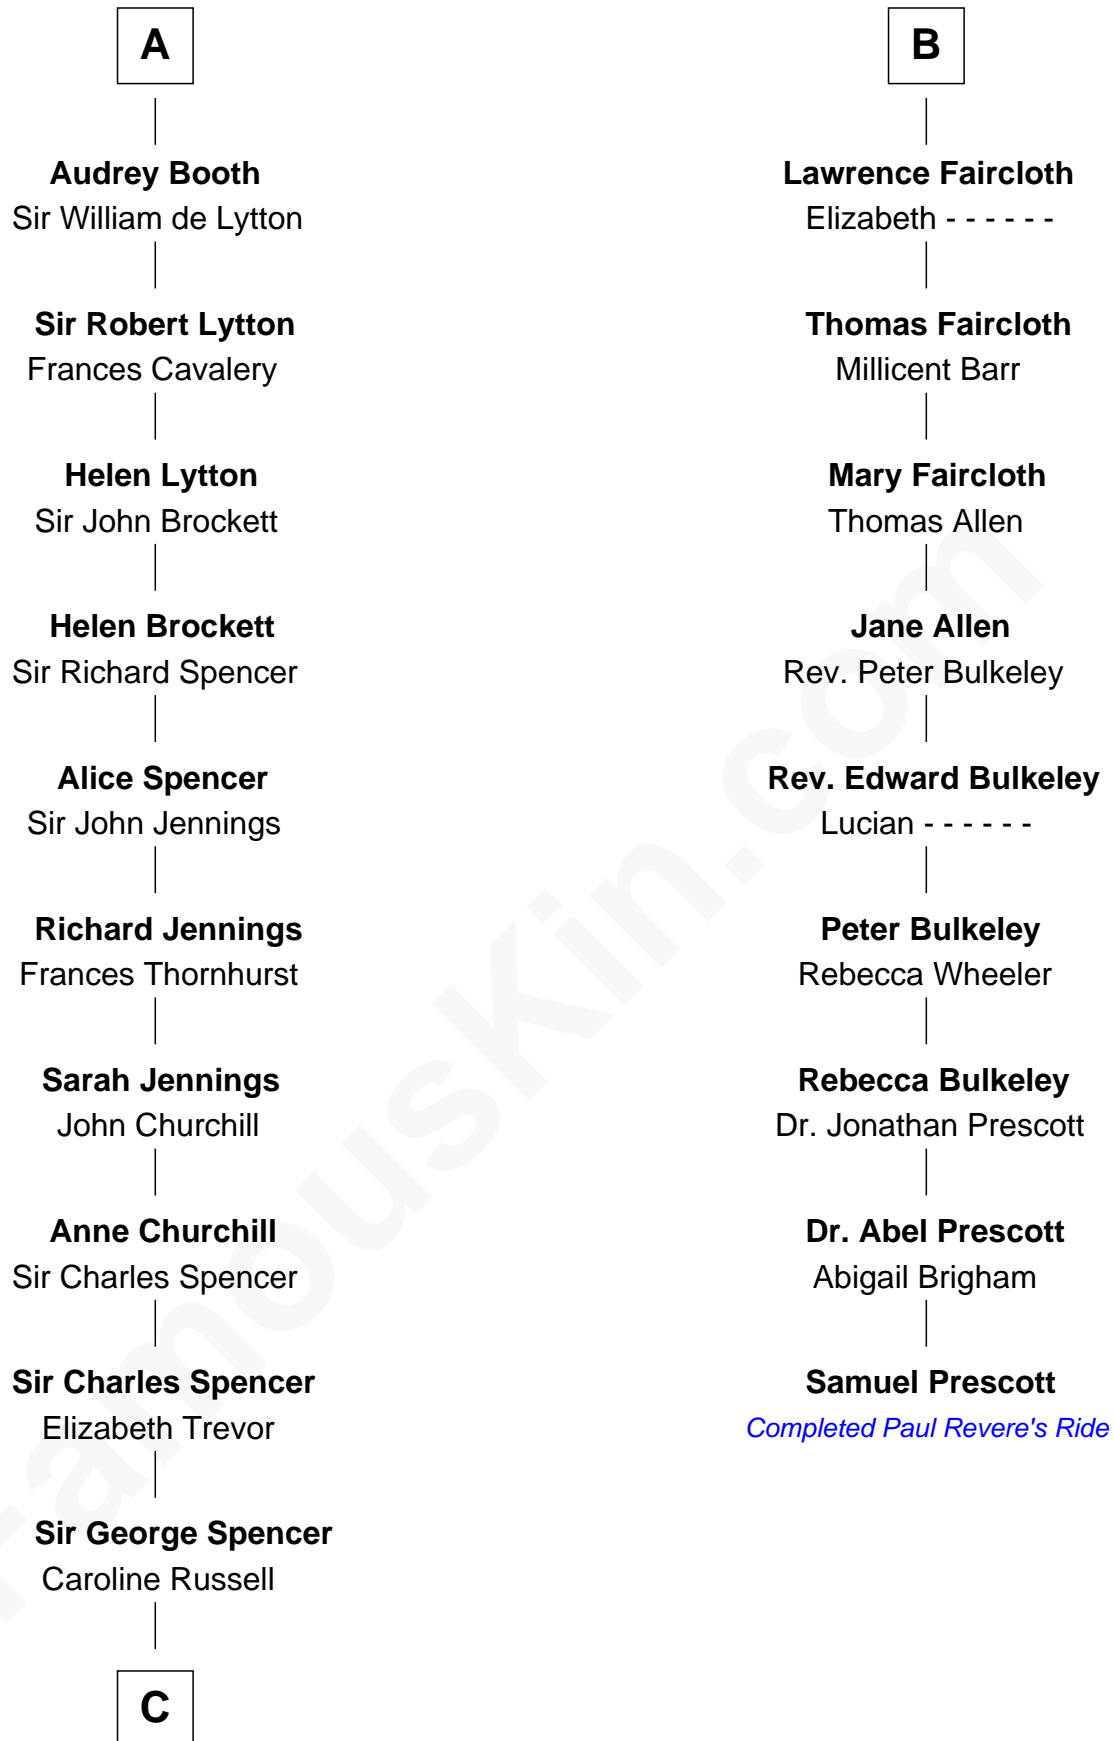 A
Audrey Booth
Sir William de Lytton
Sir Robert Lytton
Frances Cavalery
Helen Lytton
Sir John Brockett
Helen Brockett
Sir Richard Spencer
Alice Spencer
Sir John Jennings
Richard Jennings
Frances Thornhurst
Sarah Jennings
John Churchill
Anne Churchill
Sir Charles Spencer
Sir Charles Spencer
Elizabeth Trevor
Sir George Spencer
Caroline Russell
C
B
Lawrence Faircloth
Elizabeth - - - - - -
Thomas Faircloth
Millicent Barr
Mary Faircloth
Thomas Allen
Jane Allen
Rev. Peter Bulkeley
Rev. Edward Bulkeley
Lucian - - - - - -
Peter Bulkeley
Rebecca Wheeler
Rebecca Bulkeley
Dr. Jonathan Prescott
Dr. Abel Prescott
Abigail Brigham
Samuel Prescott
Completed Paul Revere's Ride
FamousKin.com